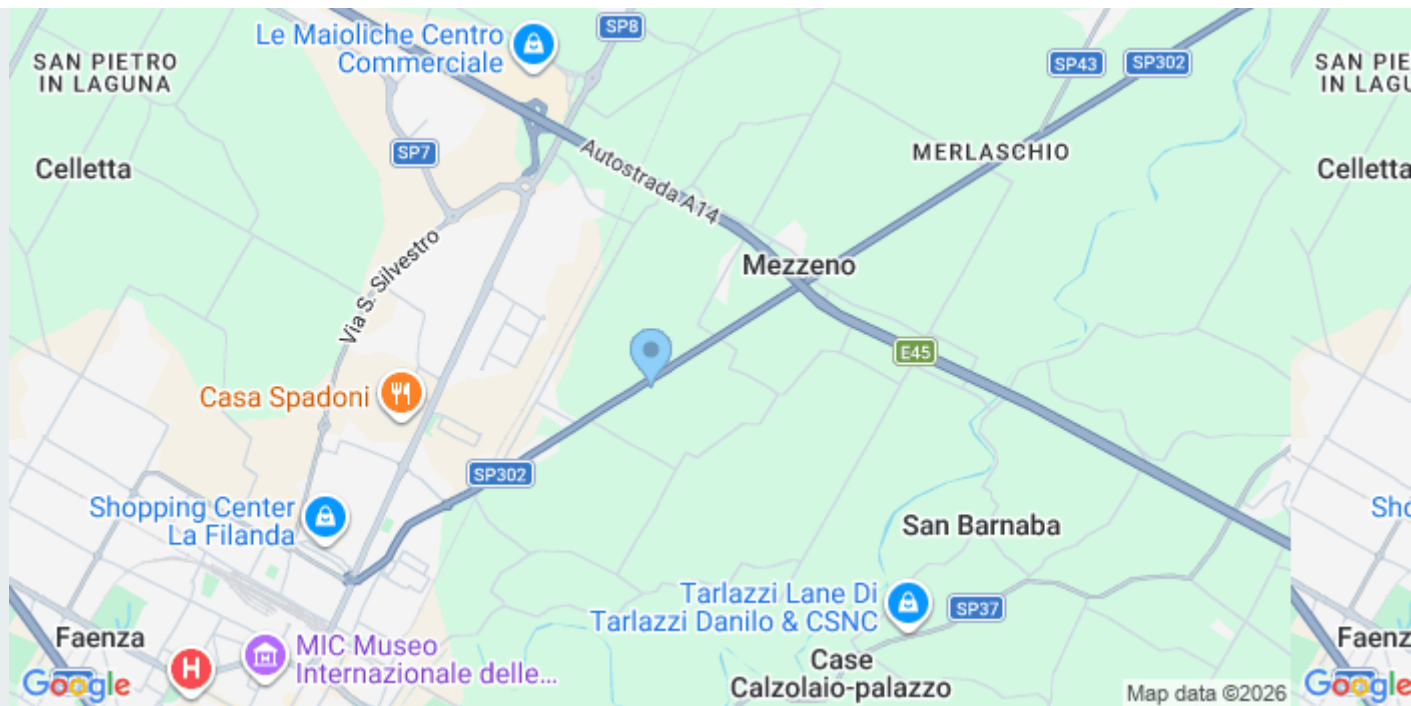 SP8
Le Maioliche Centro
Commerciale
SAN PIETRO
IN LAGUNA
SP43
SP302
SAN PIE
IN LAGU
SP7
Autostrada A14
MERLASCHIO
Celletta
Celletta
Via S. Silvestro
Mezzeno
E45
Casa Spadoni
SP302
Shopping Center
La Filanda
Sho
San Barnaba
Tarlazzi Lane Di
Tarlazzi Danilo & CSNC
SP37
Faenza
Faenz
MIC Museo
Internazionale delle...
H
Case
Calzolaio-palazzo
Google
Map data ©2026
Google